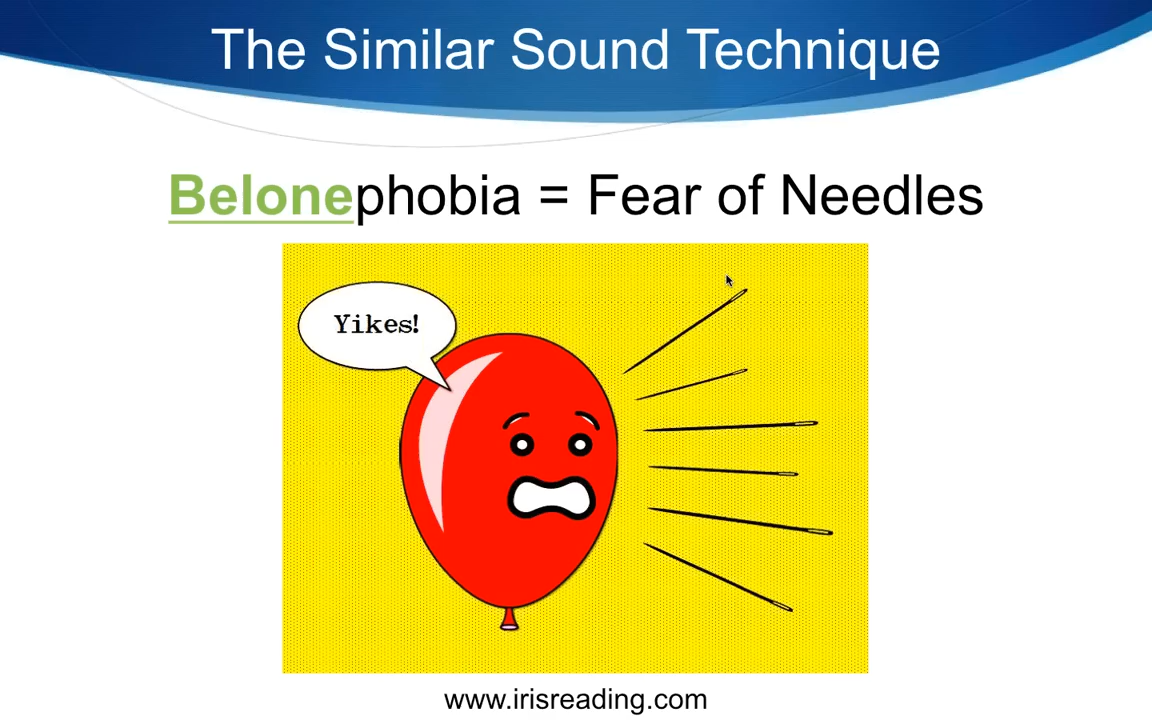 The Similar Sound Technique
Belonephobia = Fear of Needles
Yikes!
www.irisreading.com